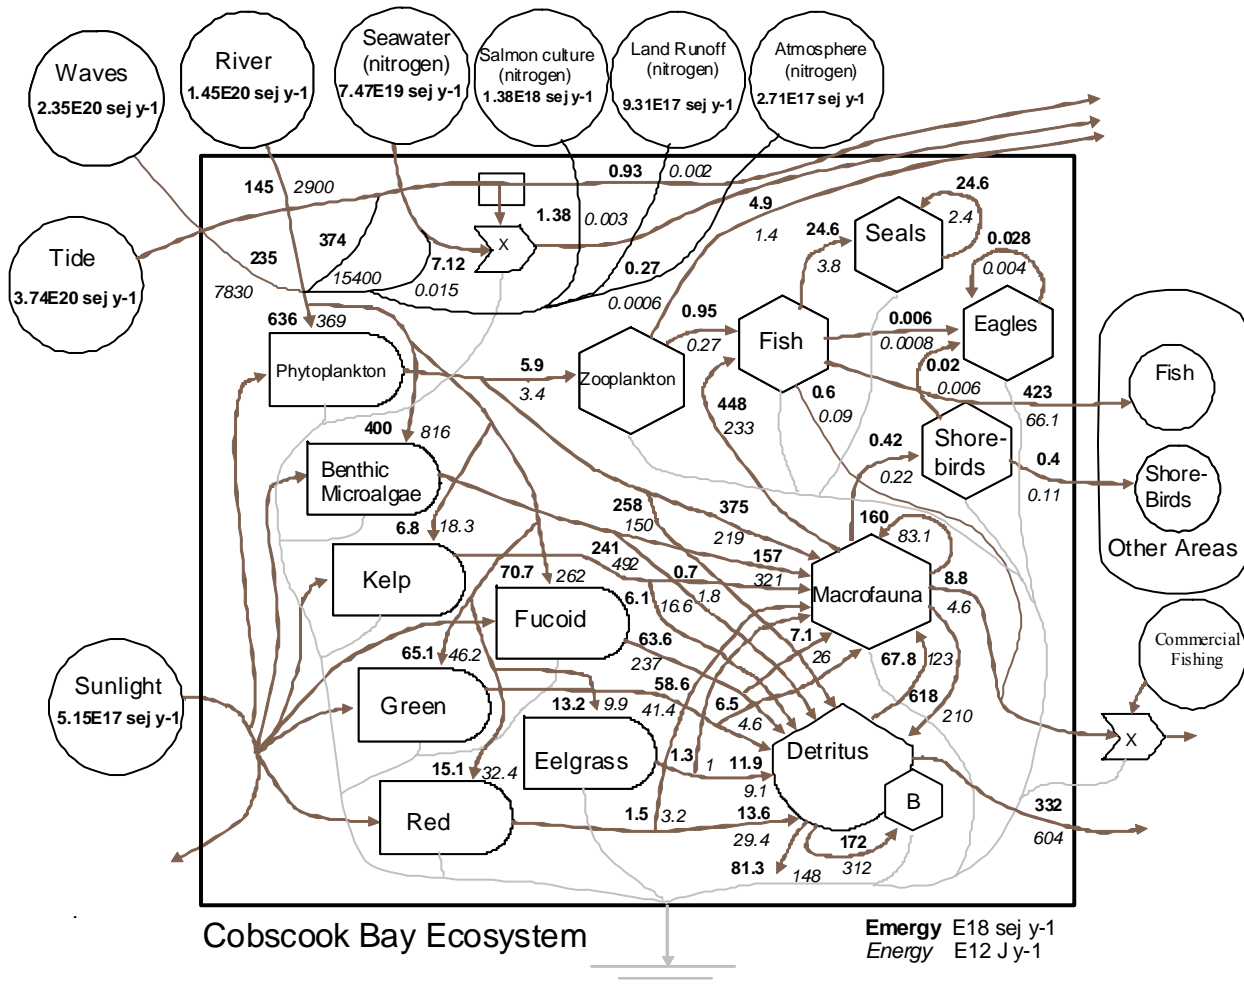 Waves
2.35E20 sej y-1
River
1.45E20 sej y-1
Seawater
(nitrogen)
7.47E19 sej y-1
Salmon culture
(nitrogen)
1.38E18 sej y-1
Land Runoff
(nitrogen)
9.31E17 sej y-1
Atmosphere
(nitrogen)
2.71E17 sej y-1
Tide
3.74E20 sej y-1
145
2900
0.93
0.002
374
235
15400
7830
7.12
0.015
1.38
0.003
0.27
0.0006
4.9
1.4
X
24.6
2.4
24.6
3.8
Seals
0.028
0.004
Eagles
636
369
Phytoplankton
5.9
3.4
Zooplankton
0.95
0.27
Fish
0.006
0.0008
0.02
0.006
423
66.1
Fish
0.6
0.09
448
233
400
816
Benthic
Microalgae
Shore-
birds
0.42
0.22
0.4
0.11
Shore-
Birds
Other Areas
6.8
18.3
Kelp
258
150
375
219
157
321
160
83.1
241
492
0.7
1.8
70.7
262
6.1
16.6
Macrofauna
8.8
4.6
Fucoid
63.6
237
7.1
26
67.8
123
618
210
Commercial
Fishing
X
Sunlight
5.15E17 sej y-1
65.1
46.2
Green
58.6
41.4
13.2
9.9
6.5
4.6
Eelgrass
1.3
1
11.9
9.1
Detritus
B
15.1
32.4
Red
1.5
3.2
13.6
29.4
172
312
81.3
148
332
604
Cobscook Bay Ecosystem
Emergy E18 sej y-1
Energy E12 J y-1